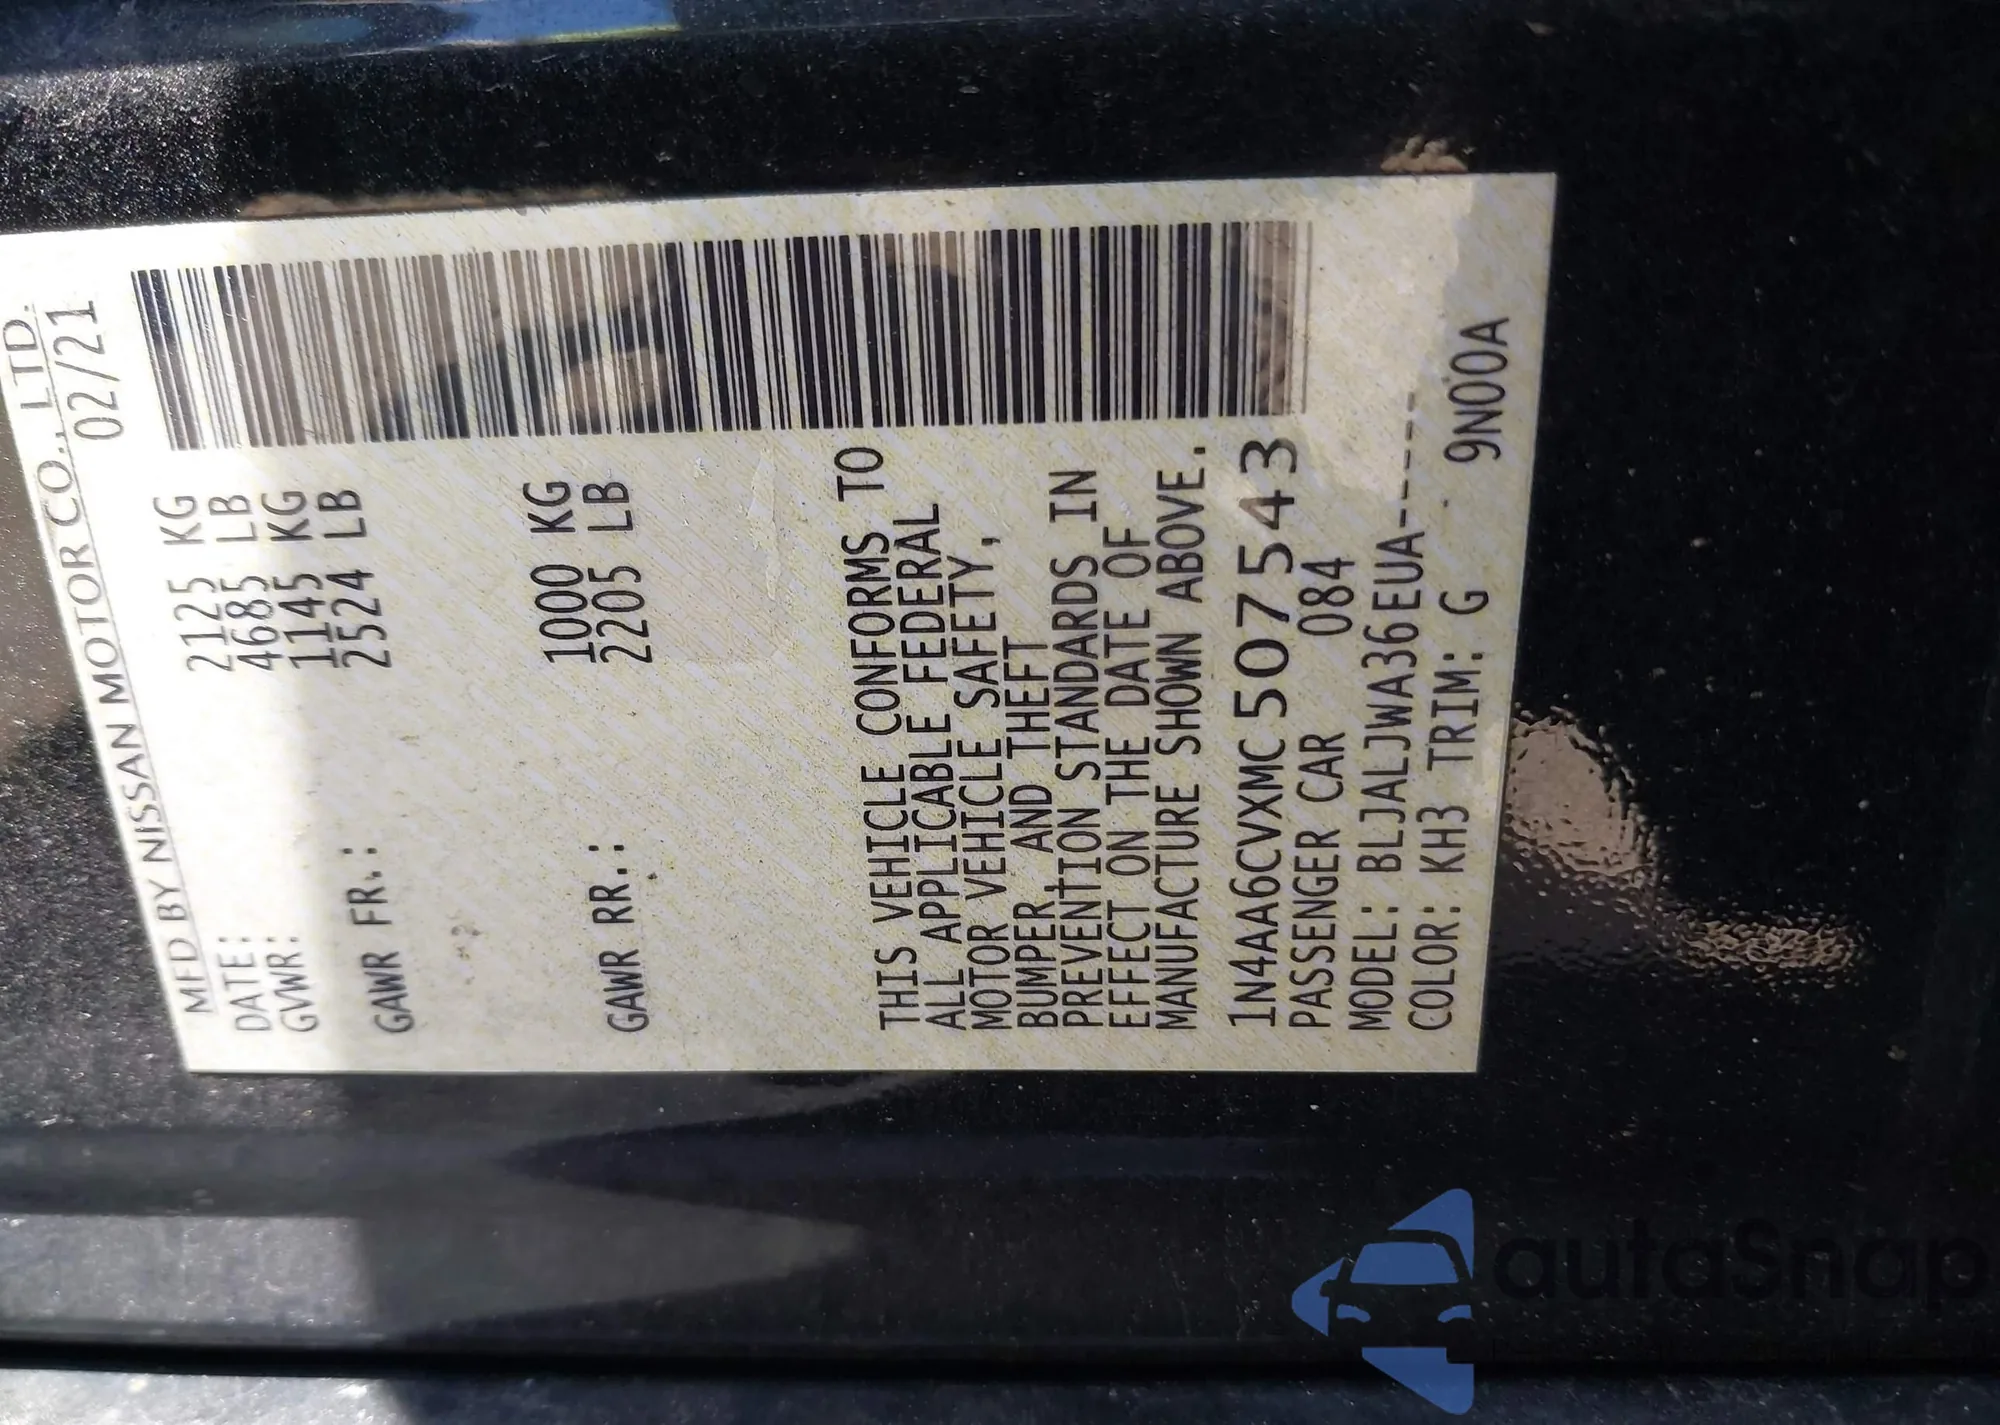 MFD BY NISSAN MOTOR CO., LTD.
DATE: 02/21
GVWR: 2125 KG
4685 LB
GAWR FR.: 1145 KG
2524 LB
GAWR RR.: 1000 KG
2205 LB
THIS VEHICLE CONFORMS TO
ALL APPLICABLE FEDERAL
MOTOR VEHICLE SAFETY,
BUMPER, AND THEFT
PREVENTION STANDARDS IN
EFFECT ON THE DATE OF
MANUFACTURE SHOWN ABOVE.
1N4AA6CVXMC507543
PASSENGER CAR 084
MODEL: BLJALJWA36EUA-----
COLOR: KH3 TRIM: G 9N00A
autaSnap